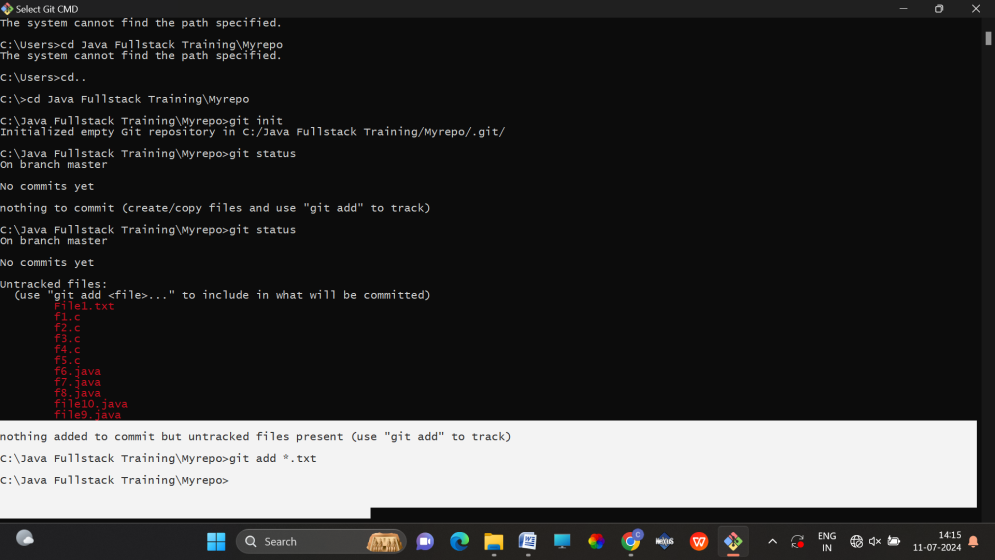 Select Git CMD
The system cannot find the path specified.
C:\Users>cd Java Fullstack Training\Myrepo
The system cannot find the path specified.
C:\Users>cd..
C:\>cd Java Fullstack Training\Myrepo
C:\Java Fullstack Training\Myrepo>git init
Initialized empty Git repository in C:/Java Fullstack Training/Myrepo/.git/
C:\Java Fullstack Training\Myrepo>git status
On branch master
No commits yet
nothing to commit (create/copy files and use "git add" to track)
C:\Java Fullstack Training\Myrepo>git status
On branch master
No commits yet
Untracked files:
(use "git add <file>..." to include in what will be committed)
File1.txt
f1.c
f2.c
f3.c
f4.c
f5.c
f6.java
f7.java
f8.java
file10.java
file9.java
nothing added to commit but untracked files present (use "git add" to track)
C:\Java Fullstack Training\Myrepo>git add *.txt
C:\Java Fullstack Training\Myrepo>
Search
ENG
IN
14:15
11-07-2024